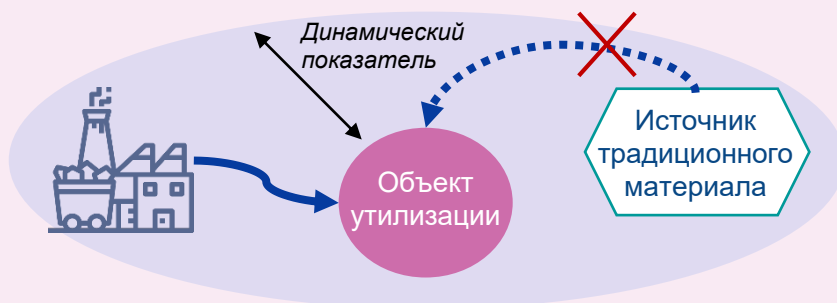 Динамический
показатель
Источник
традиционного
материала
Объект
утилизации